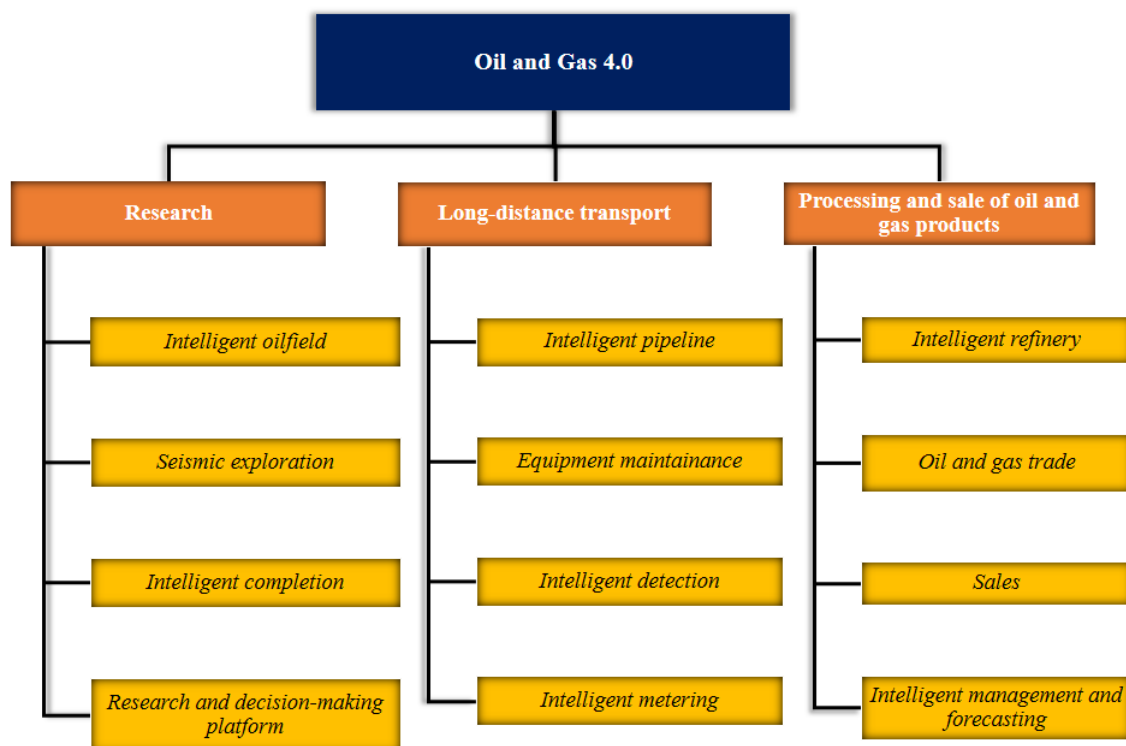 Oil and Gas 4.0
Research
Intelligent oilfield
Seismic exploration
Intelligent completion
Research and decision-making
platform
Long-distance transport
Intelligent pipeline
Equipment maintainance
Intelligent detection
Intelligent metering
Processing and sale of oil and
gas products
Intelligent refinery
Oil and gas trade
Sales
Intelligent management and
forecasting